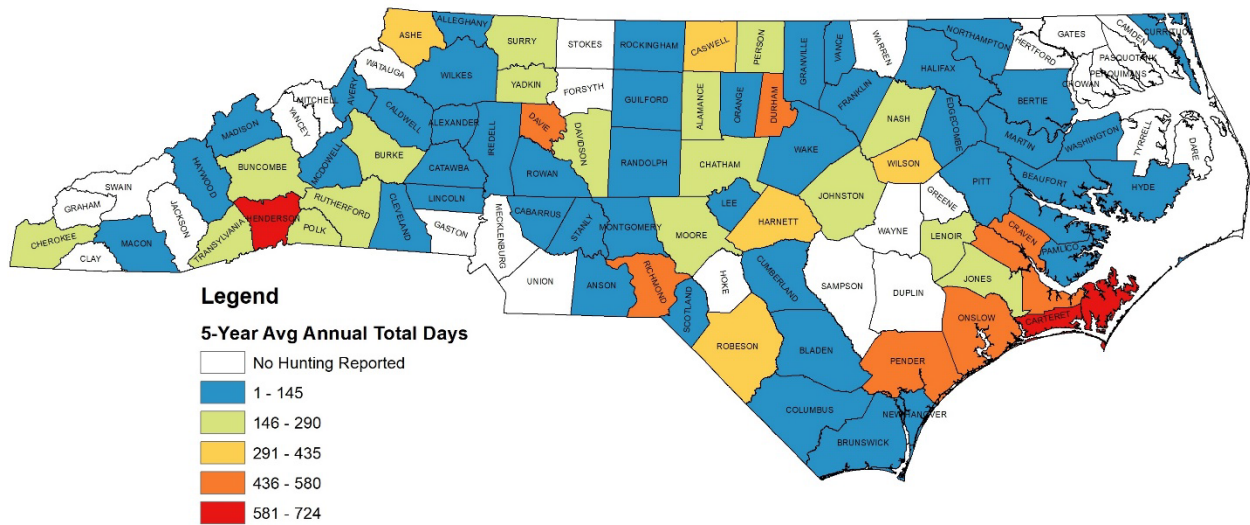 ALLEGHANY
ASHE
SURRY
STOKES
ROCKINGHAM
CASWELL
PERSON
GRANVILLE
VANCE
WARREN
NORTHAMPTON
GATES
CAMDEN
CURRITUCK
HERTFORD
PASQUOTANK
PERQUIMANS
CHOWAN
WATAUGA
WILKES
YADKIN
FORSYTH
GUILFORD
ALAMANCE
ORANGE
DURHAM
FRANKLIN
HALIFAX
BERTIE
MITCHELL
AVERY
YANCEY
CALDWELL
ALEXANDER
IREDELL
DAVIE
DAVIDSON
NASH
EDGECOMBE
MARTIN
WASHINGTON
TYRRELL
DARE
MADISON
HAYWOOD
BUNCOMBE
MCDOWELL
BURKE
CATAWBA
ROWAN
RANDOLPH
CHATHAM
WAKE
WILSON
PITT
BEAUFORT
HYDE
SWAIN
GRAHAM
JACKSON
HENDERSON
RUTHERFORD
CLEVELAND
LINCOLN
CABARRUS
STANLY
MONTGOMERY
MOORE
LEE
HARNETT
JOHNSTON
GREENE
CHEROKEE
CLAY
MACON
TRANSYLVANIA
POLK
GASTON
MECKLENBURG
UNION
ANSON
RICHMOND
SCOTLAND
HOKE
CUMBERLAND
SAMPSON
WAYNE
DUPLIN
LENOIR
JONES
CRAVEN
PAMLICO
CARTERET
ONSLOW
PENDER
ROBESON
BLADEN
COLUMBUS
NEW HANOVER
BRUNSWICK
Legend
5-Year Avg Annual Total Days
No Hunting Reported
1 - 145
146 - 290
291 - 435
436 - 580
581 - 724